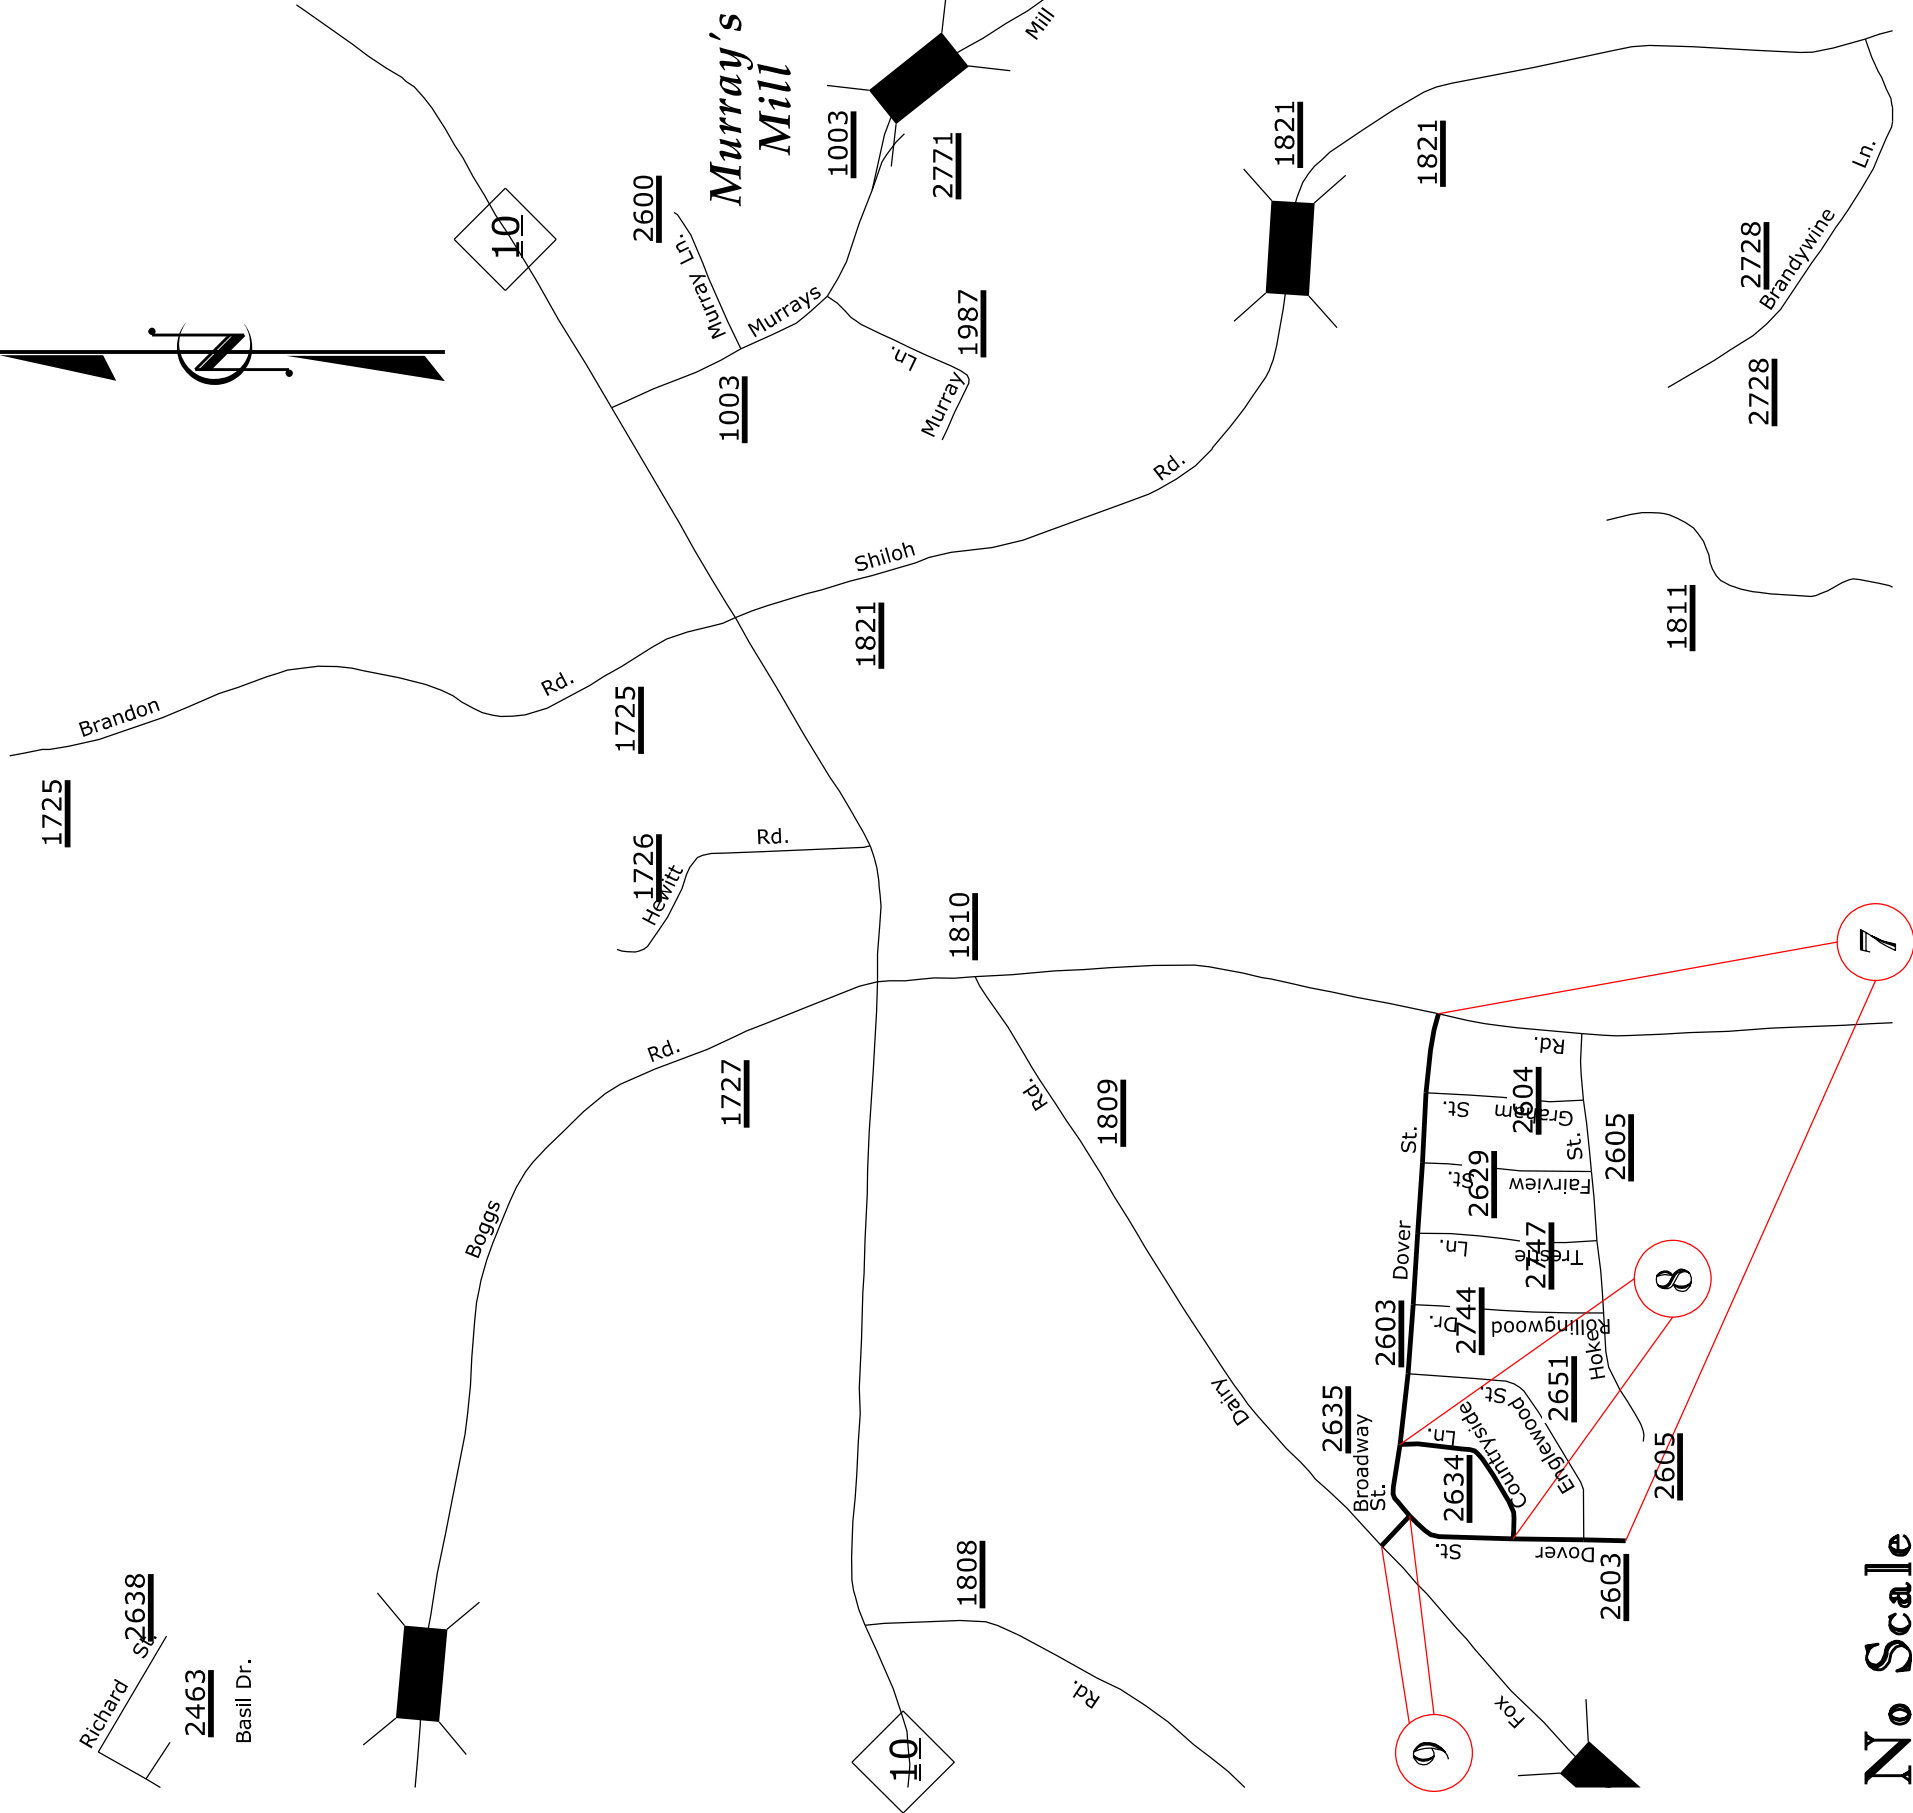 Murray's
Mill
Mill
10
N
2600
Murray Ln.
1003
2771
Murrays
1003
1987
Murray
Ln.
1821
1821
Brandywine
Ln.
2728
2728
Shiloh
Rd.
1821
1811
Brandon
Rd.
1725
1725
1726
Hewitt
Rd.
1810
Boggs
Rd.
1727
1809
Dairy
Rd.
Dover
St.
2603
Graham
St.
Rd.
2604
Fairview
St.
2629
Trestle
Ln.
2747
Rollingwood
Dr.
2744
Hoke
St.
2605
2605
Englewood
St.
2651
Countryside
Ln.
2634
Broadway
St.
2635
Dover
St.
2603
7
8
9
Fox
1808
Rd.
10
Richard
St.
2638
2463
Basil Dr.
No Scale